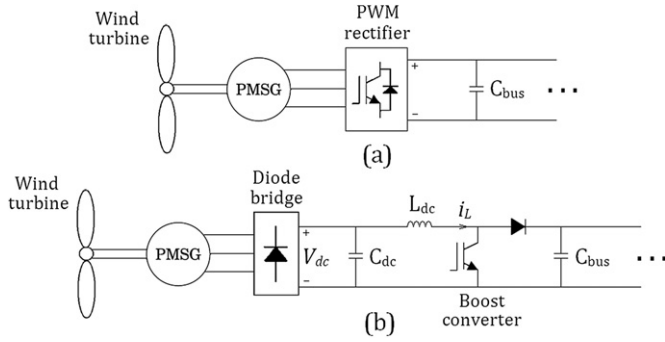 Wind
turbine
PMSG
PWM
rectifier
+
−
C_bus
...
(a)
Wind
turbine
PMSG
Diode
bridge
+
V_dc
−
C_dc
L_dc
i_L
Boost
converter
C_bus
...
(b)